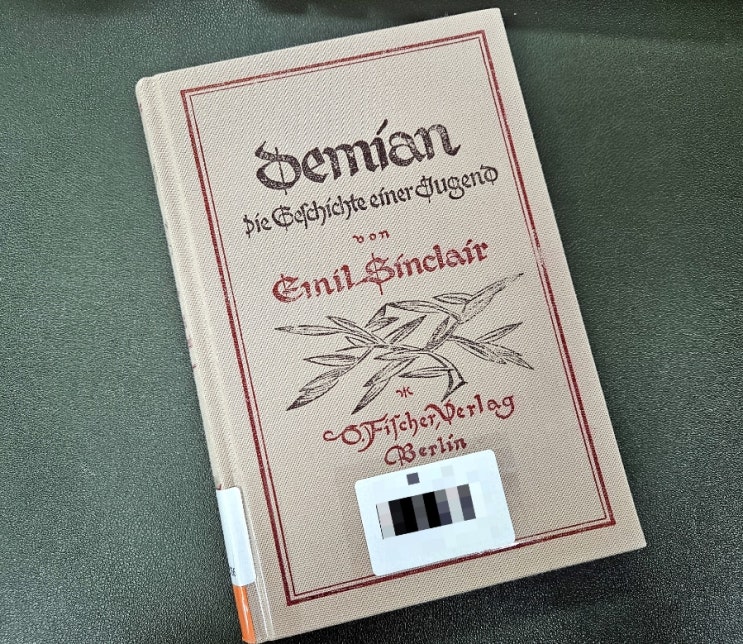 Demian
Die Geschichte einer Jugend
von
Emil Sinclair
S. Fischer, Verlag
Berlin